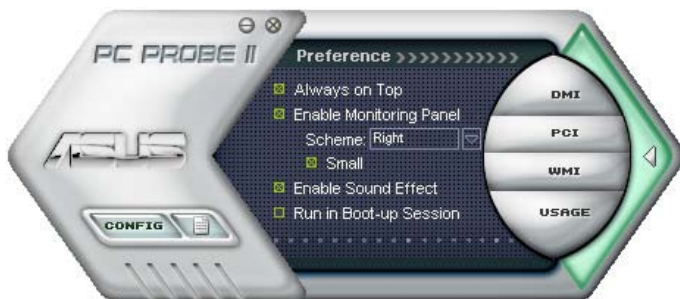 PC PROBE II
Preference
Always on Top
Enable Monitoring Panel
Scheme: Right
Small
Enable Sound Effect
Run in Boot-up Session
ASUS
CONFIG
DMI
PCI
WMI
USAGE